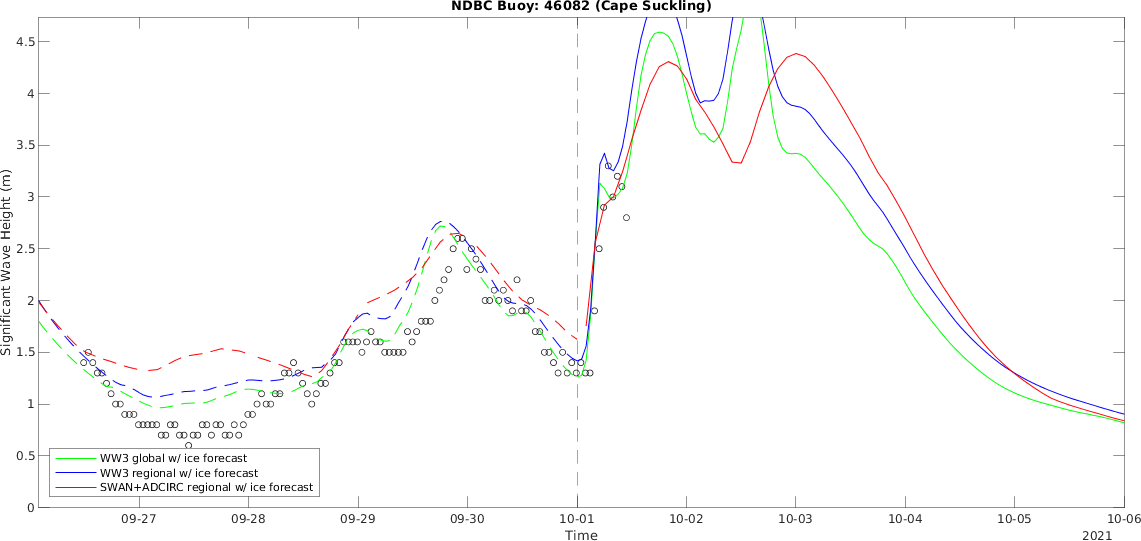 NDBC Buoy: 46082 (Cape Suckling)
4.5
4
3.5
3
2.5
2
1.5
1
0.5
0
Significant Wave Height (m)
WW3 global w/ ice forecast
WW3 regional w/ ice forecast
SWAN+ADCIRC regional w/ ice forecast
09-27 09-28 09-29 09-30 10-01 10-02 10-03 10-04 10-05 10-06
Time
2021